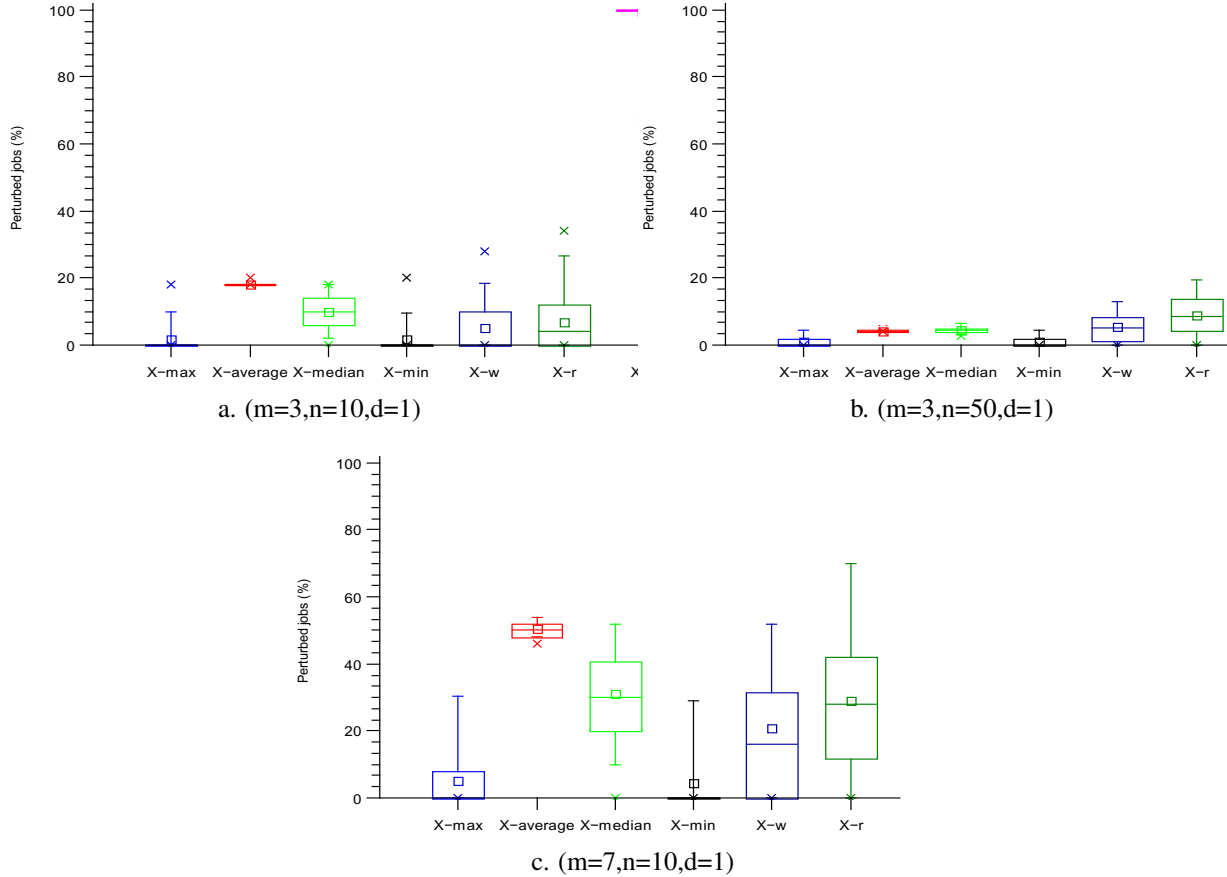 100
80
60
40
20
0
Perturbed jobs (%)
X-max X-average X-median X-min X-w X-r X
a. (m=3,n=10,d=1)
100
80
60
40
20
0
Perturbed jobs (%)
X-max X-average X-median X-min X-w X-r
b. (m=3,n=50,d=1)
100
80
60
40
20
0
Perturbed jobs (%)
X-max X-average X-median X-min X-w X-r
c. (m=7,n=10,d=1)